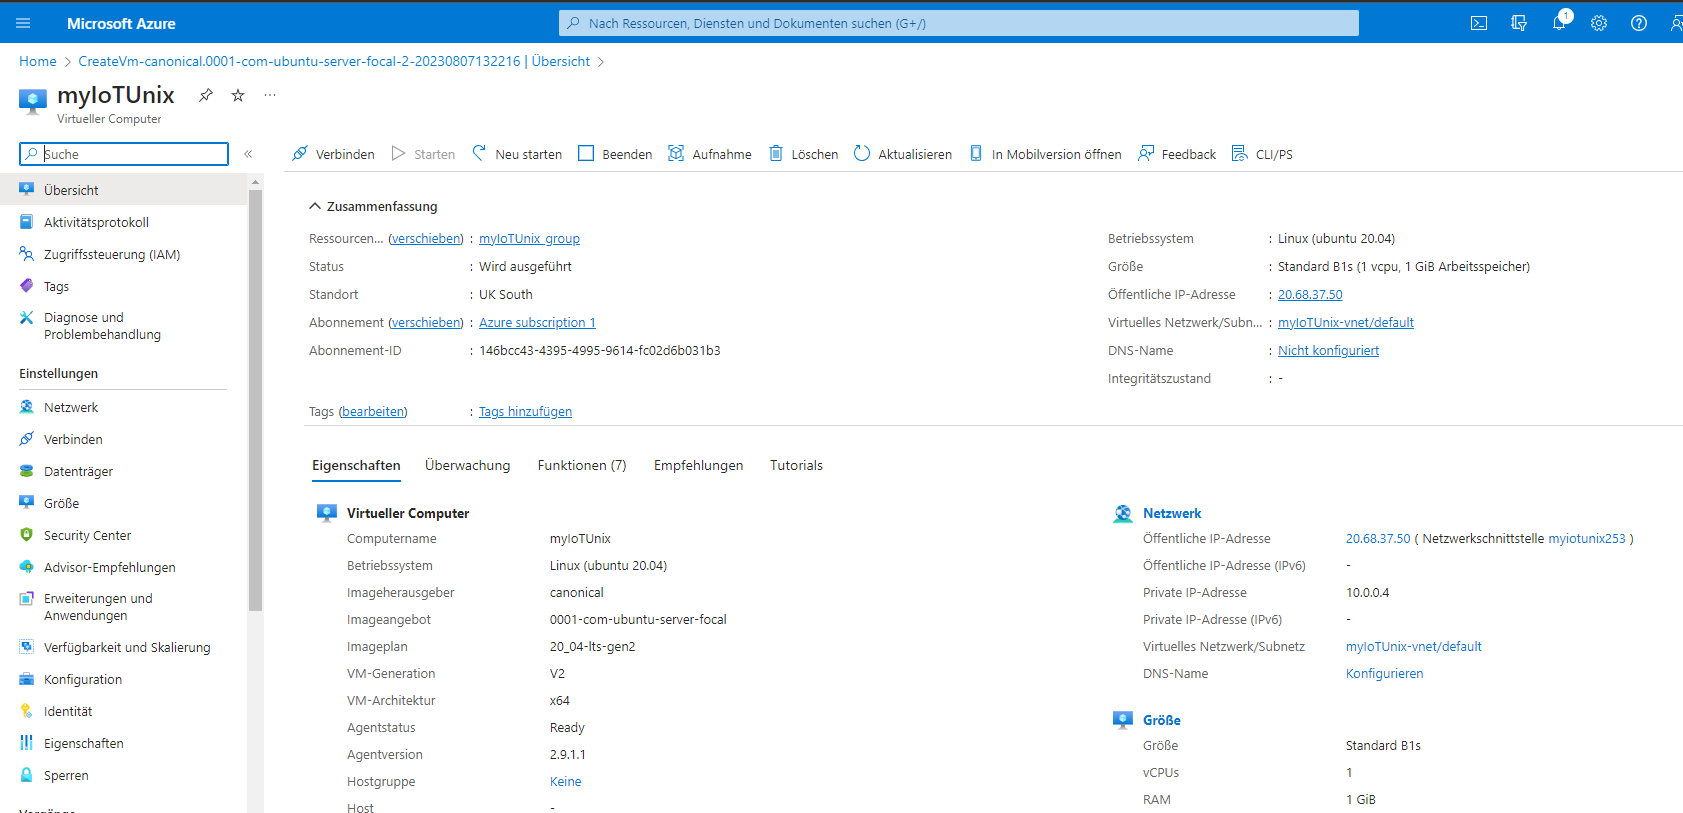 Microsoft Azure
Nach Ressourcen, Diensten und Dokumenten suchen (G+/)
1
Home > CreateVm-canonical.0001-com-ubuntu-server-focal-2-20230807132216 | Übersicht >
myIoTUnix
Virtueller Computer
Suche
Verbinden Starten Neu starten Beenden Aufnahme Löschen Aktualisieren In Mobilversion öffnen Feedback CLI/PS
Übersicht
Aktivitätsprotokoll
Zugriffssteuerung (IAM)
Tags
Diagnose und
Problembehandlung
Einstellungen
Netzwerk
Verbinden
Datenträger
Größe
Security Center
Advisor-Empfehlungen
Erweiterungen und
Anwendungen
Verfügbarkeit und Skalierung
Konfiguration
Identität
Eigenschaften
Sperren
Zusammenfassung
Ressourcen... (verschieben) : myIoTUnix_group
Status : Wird ausgeführt
Standort : UK South
Abonnement (verschieben) : Azure subscription 1
Abonnement-ID : 146bcc43-4395-4995-9614-fc02d6b031b3
Tags (bearbeiten) : Tags hinzufügen
Betriebssystem : Linux (ubuntu 20.04)
Größe : Standard B1s (1 vcpu, 1 GiB Arbeitsspeicher)
Öffentliche IP-Adresse : 20.68.37.50
Virtuelles Netzwerk/Subn... : myIoTUnix-vnet/default
DNS-Name : Nicht konfiguriert
Integritätszustand : -
Eigenschaften Überwachung Funktionen (7) Empfehlungen Tutorials
Virtueller Computer
Computername myIoTUnix
Betriebssystem Linux (ubuntu 20.04)
Imageherausgeber canonical
Imageangebot 0001-com-ubuntu-server-focal
Imageplan 20_04-lts-gen2
VM-Generation V2
VM-Architektur x64
Agentstatus Ready
Agentversion 2.9.1.1
Hostgruppe Keine
Host -
Netzwerk
Öffentliche IP-Adresse 20.68.37.50 ( Netzwerkschnittstelle myiotunix253 )
Öffentliche IP-Adresse (IPv6) -
Private IP-Adresse 10.0.0.4
Private IP-Adresse (IPv6) -
Virtuelles Netzwerk/Subnetz myIoTUnix-vnet/default
DNS-Name Konfigurieren
Größe
Größe Standard B1s
vCPUs 1
RAM 1 GiB